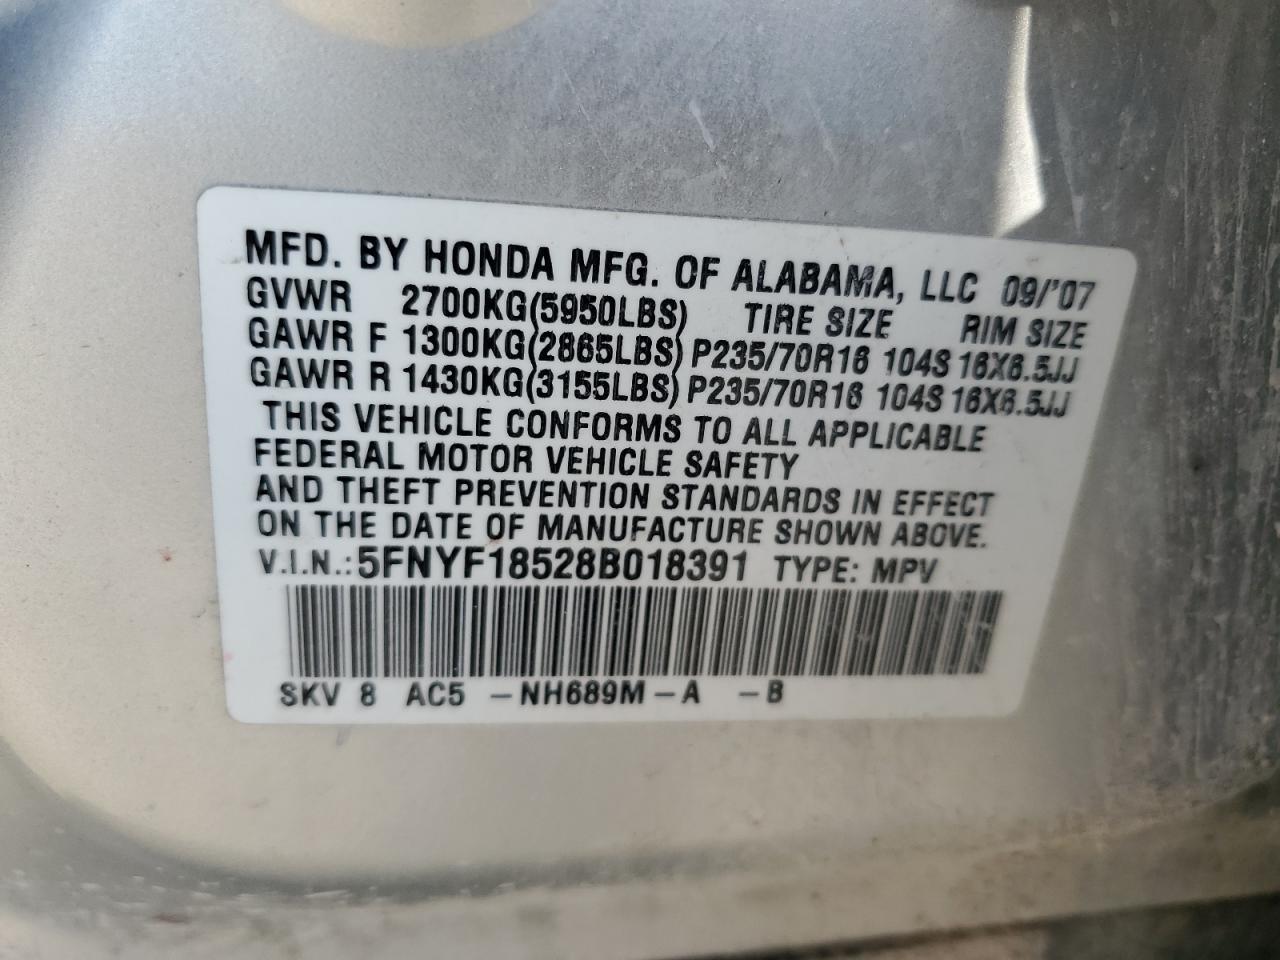 MFD. BY HONDA MFG. OF ALABAMA, LLC 09/'07
GVWR 2700KG(5950LBS) TIRE SIZE RIM SIZE
GAWR F 1300KG(2865LBS) P235/70R16 104S 16X6.5JJ
GAWR R 1430KG(3155LBS) P235/70R16 104S 16X6.5JJ
THIS VEHICLE CONFORMS TO ALL APPLICABLE
FEDERAL MOTOR VEHICLE SAFETY
AND THEFT PREVENTION STANDARDS IN EFFECT
ON THE DATE OF MANUFACTURE SHOWN ABOVE.
V.I.N.: 5FNYF18528B018391 TYPE: MPV
SKV 8 AC5 -NH689M-A -B